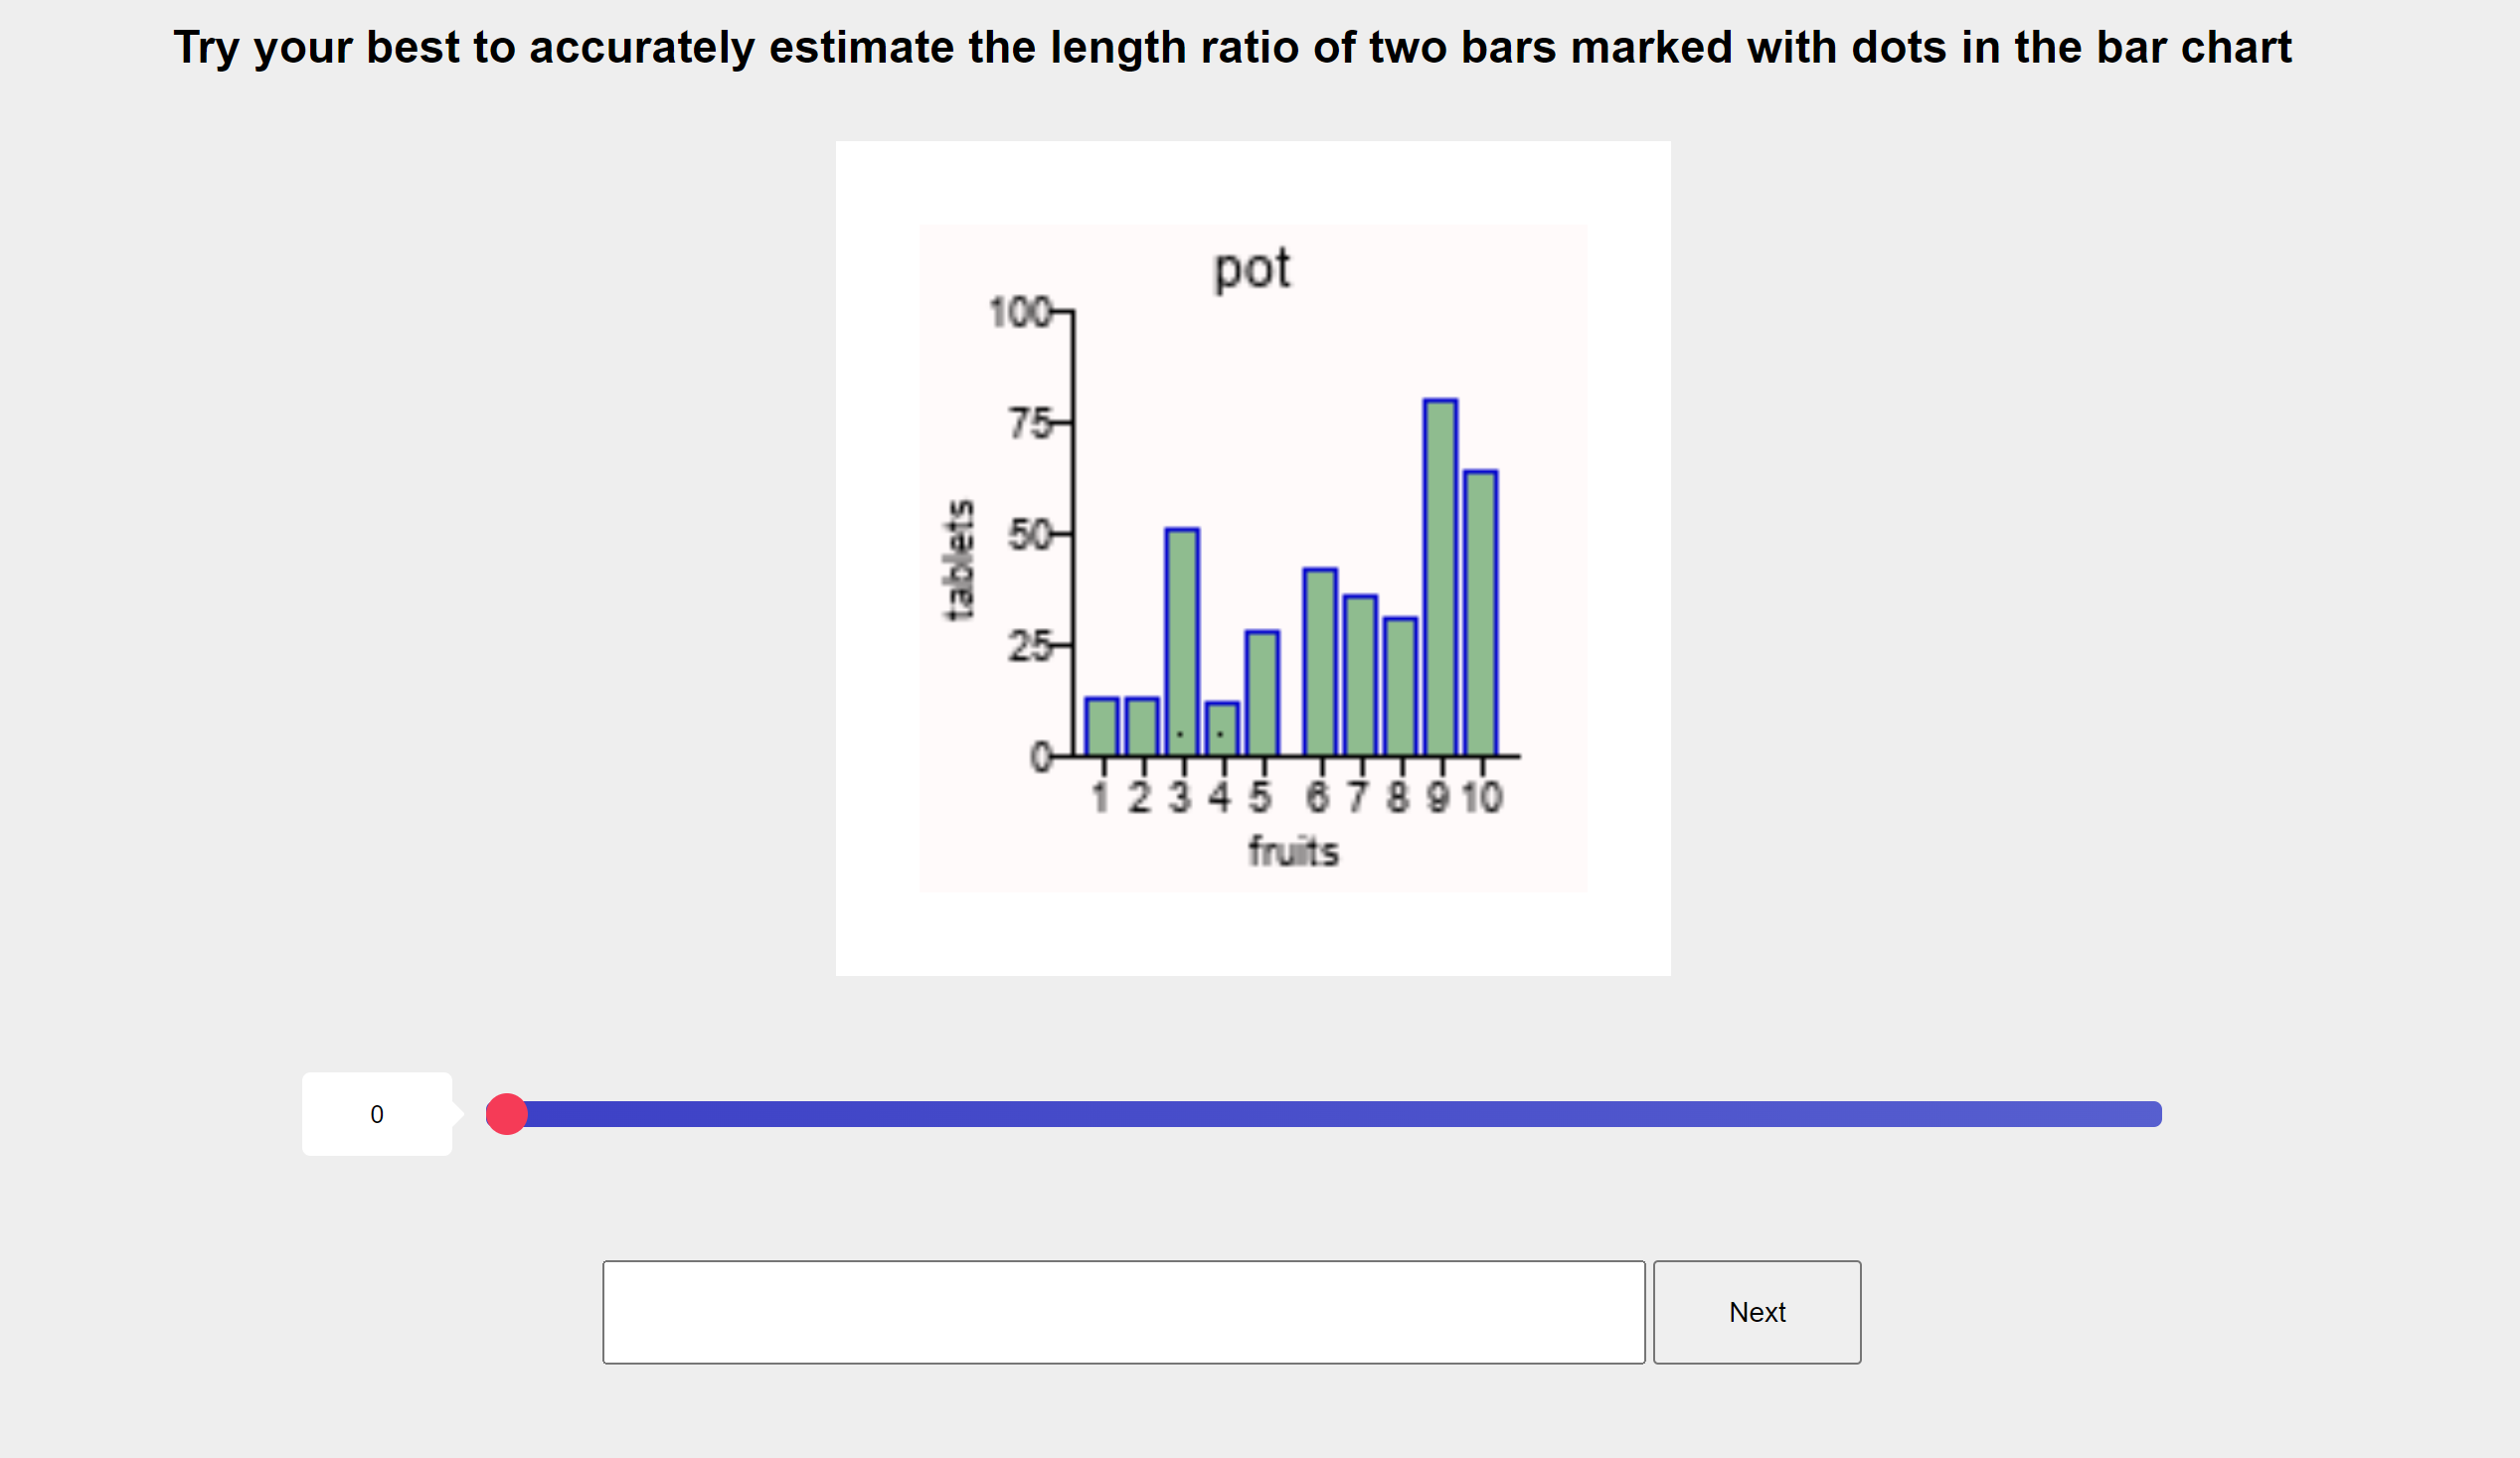 Try your best to accurately estimate the length ratio of two bars marked with dots in the bar chart
pot
100
75
50
25
0
tablets
1 2 3 4 5 6 7 8 9 10
fruits
0
Next